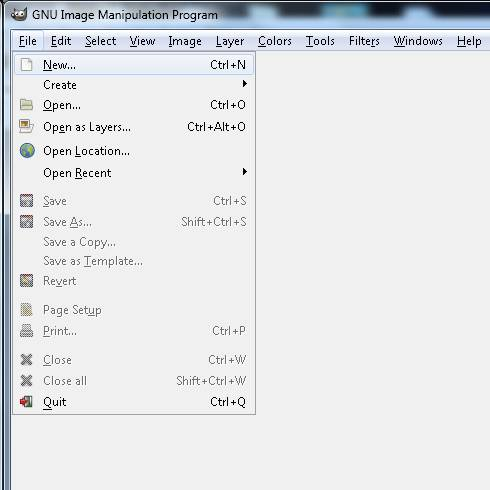 GNU Image Manipulation Program
File Edit Select View Image Layer Colors Tools Filters Windows Help
New... Ctrl+N
Create
Open... Ctrl+O
Open as Layers... Ctrl+Alt+O
Open Location...
Open Recent
Save Ctrl+S
Save As... Shift+Ctrl+S
Save a Copy...
Save as Template...
Revert
Page Setup
Print... Ctrl+P
Close Ctrl+W
Close all Shift+Ctrl+W
Quit Ctrl+Q